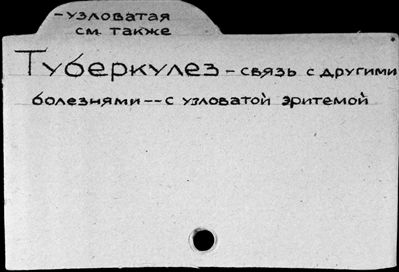 -узловатая
см. также
Туберкулез - связь с другими
болезнями -- с узловатой эритемой